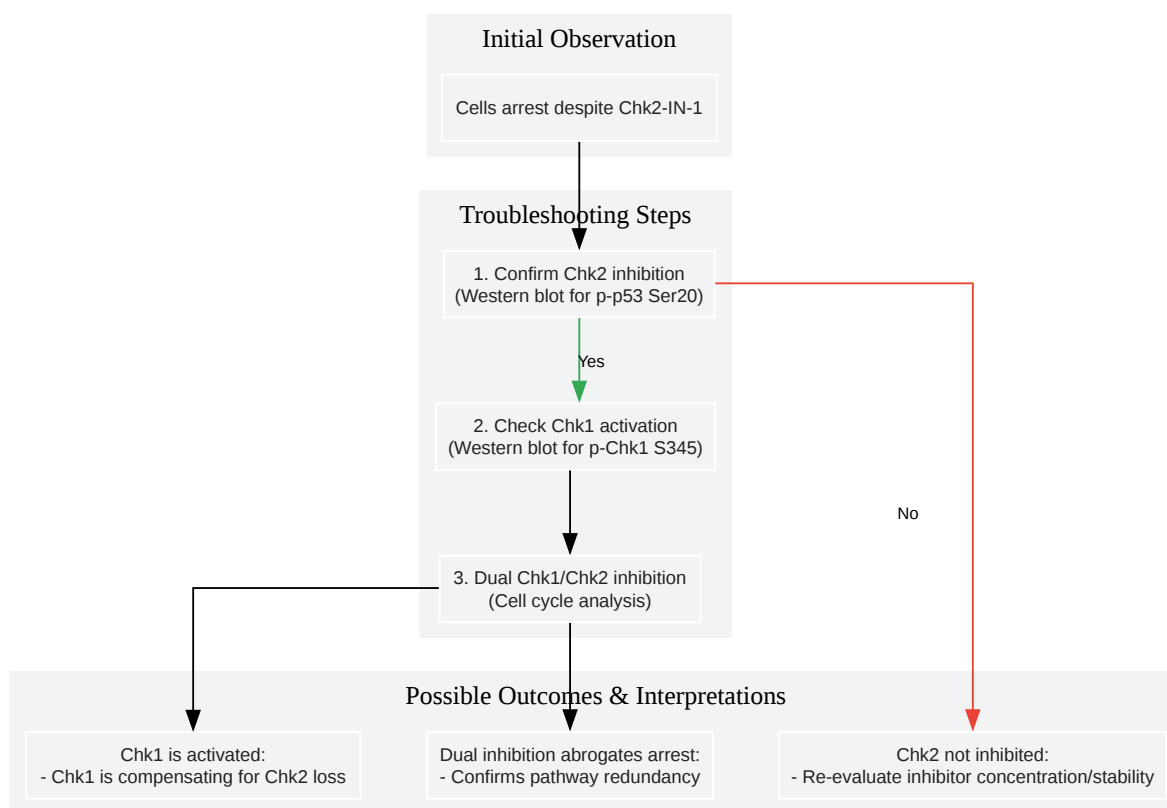 Initial Observation
Cells arrest despite Chk2-IN-1
Troubleshooting Steps
1. Confirm Chk2 inhibition
(Western blot for p-p53 Ser20)
Yes
2. Check Chk1 activation
(Western blot for p-Chk1 S345)
No
3. Dual Chk1/Chk2 inhibition
(Cell cycle analysis)
Possible Outcomes & Interpretations
Chk1 is activated:
- Chk1 is compensating for Chk2 loss
Dual inhibition abrogates arrest:
- Confirms pathway redundancy
Chk2 not inhibited:
- Re-evaluate inhibitor concentration/stability